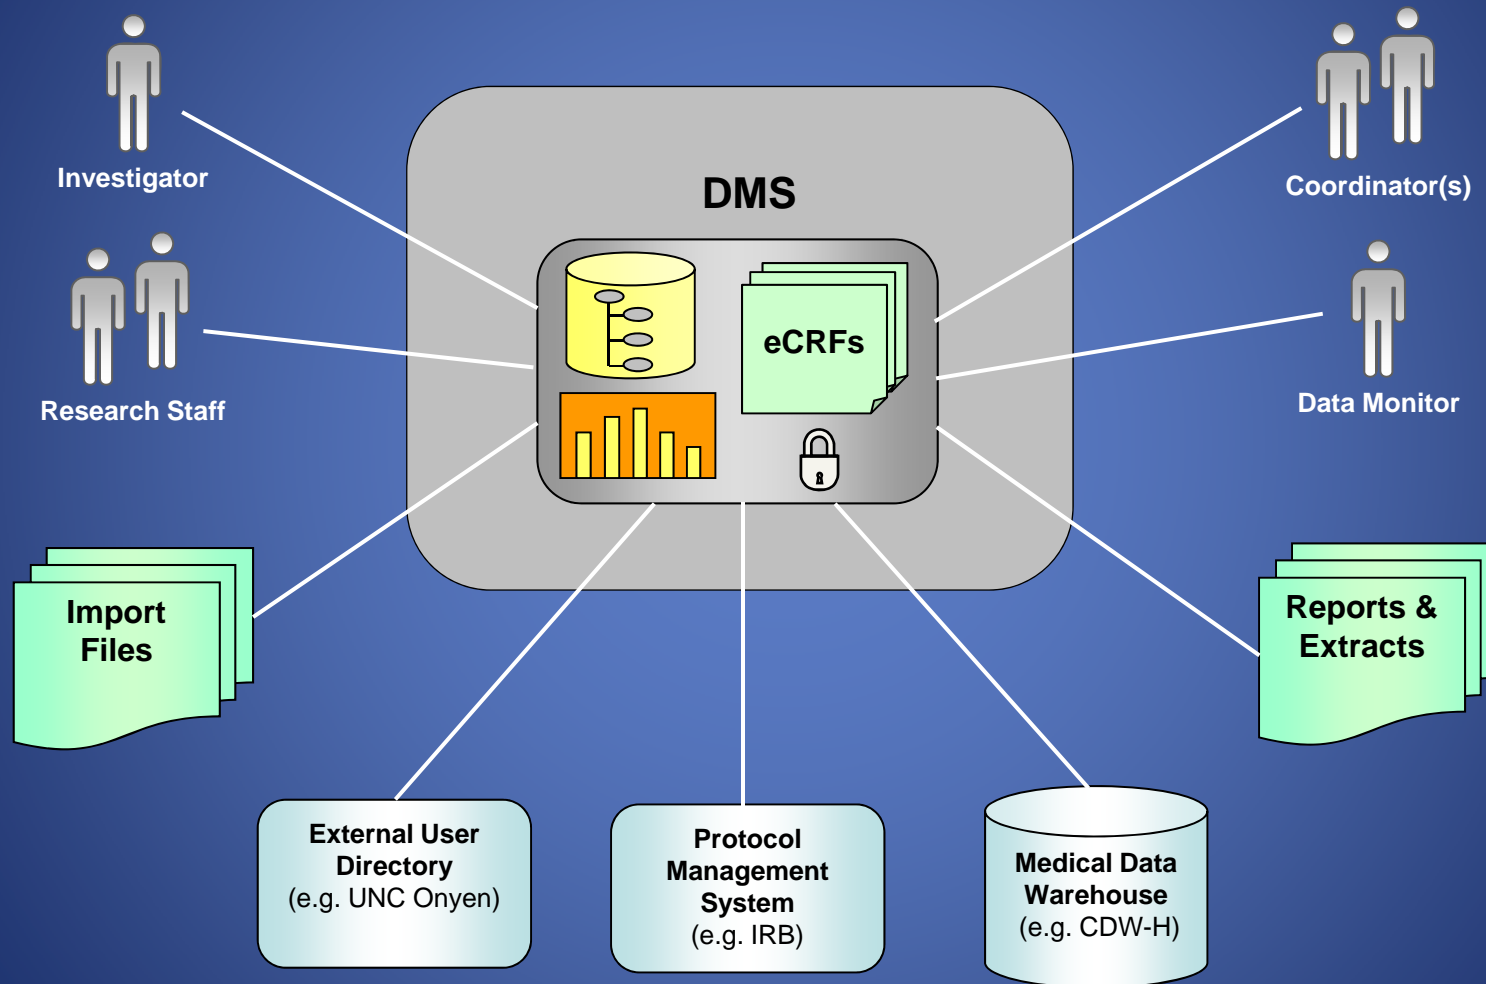 Investigator
Coordinator(s)
DMS
eCRFs
Research Staff
Data Monitor
Import
Files
Reports &
Extracts
External User
Directory
(e.g. UNC Onyen)
Protocol
Management
System
(e.g. IRB)
Medical Data
Warehouse
(e.g. CDW-H)